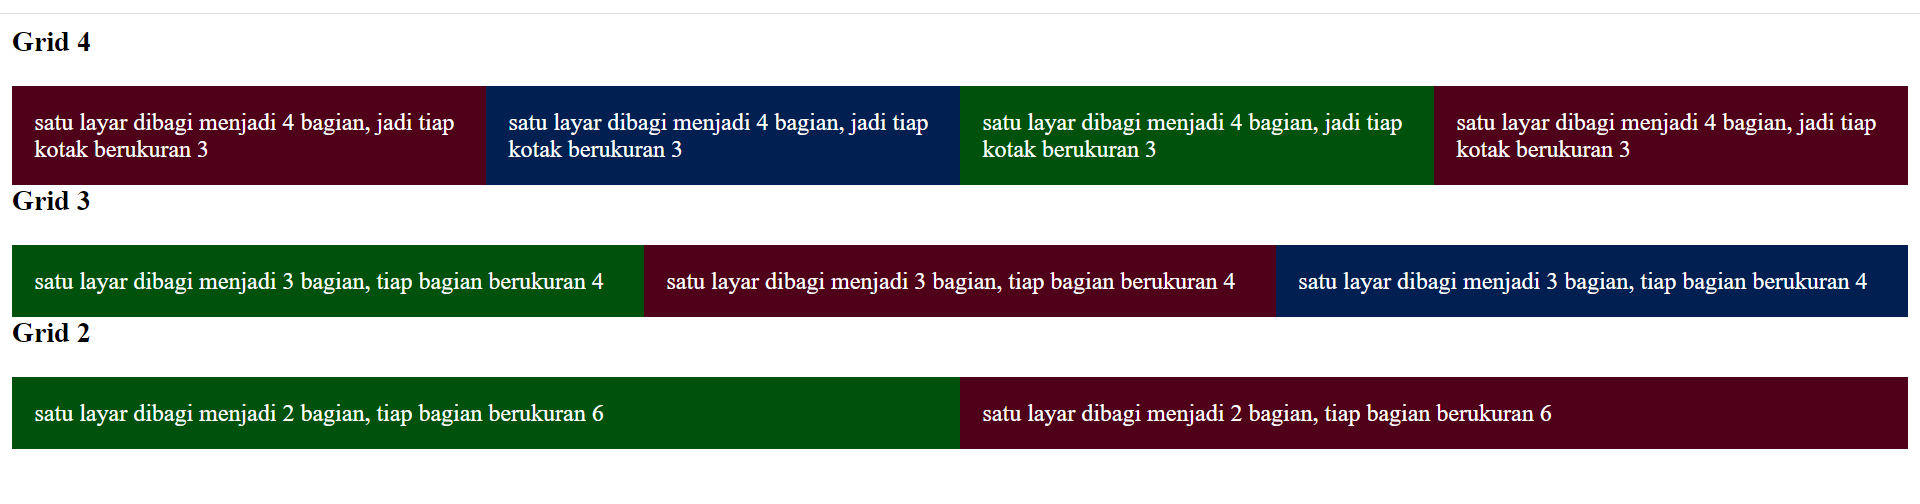 Grid 4
satu layar dibagi menjadi 4 bagian, jadi tiap
kotak berukuran 3
satu layar dibagi menjadi 4 bagian, jadi tiap
kotak berukuran 3
satu layar dibagi menjadi 4 bagian, jadi tiap
kotak berukuran 3
satu layar dibagi menjadi 4 bagian, jadi tiap
kotak berukuran 3
Grid 3
satu layar dibagi menjadi 3 bagian, tiap bagian berukuran 4
satu layar dibagi menjadi 3 bagian, tiap bagian berukuran 4
satu layar dibagi menjadi 3 bagian, tiap bagian berukuran 4
Grid 2
satu layar dibagi menjadi 2 bagian, tiap bagian berukuran 6
satu layar dibagi menjadi 2 bagian, tiap bagian berukuran 6